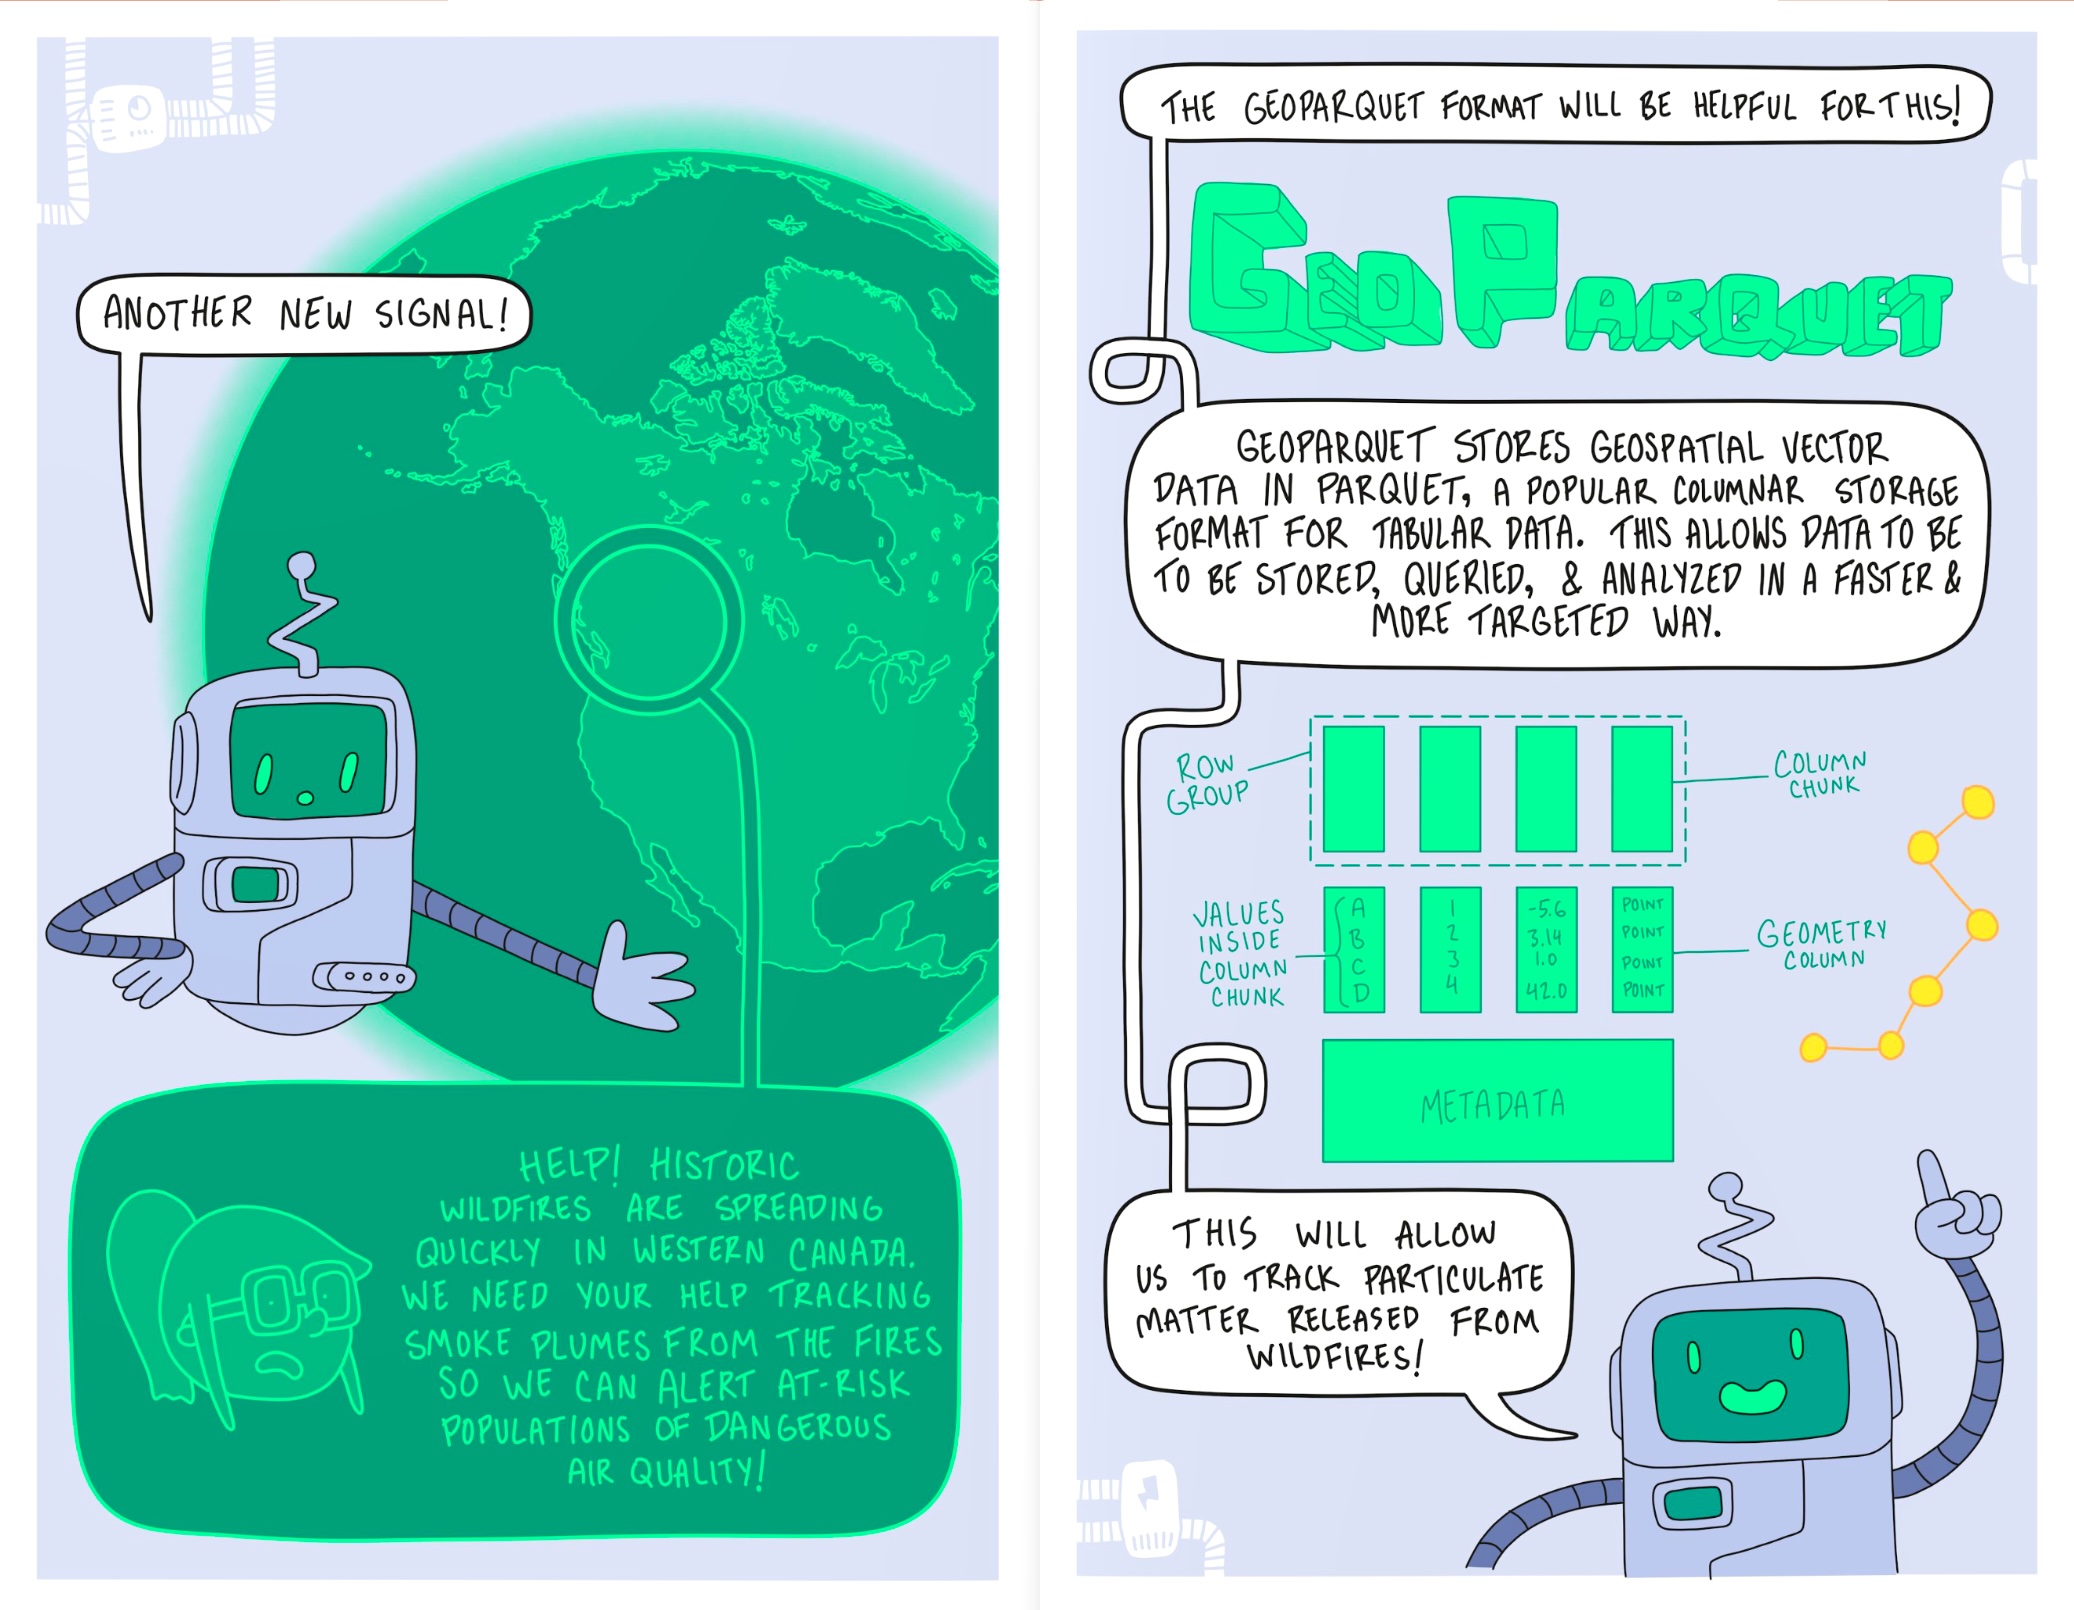 ANOTHER NEW SIGNAL!
HELP! HISTORIC
WILDFIRES ARE SPREADING
QUICKLY IN WESTERN CANADA.
WE NEED YOUR HELP TRACKING
SMOKE PLUMES FROM THE FIRES
SO WE CAN ALERT AT-RISK
POPULATIONS OF DANGEROUS
AIR QUALITY!
THE GEOPARQUET FORMAT WILL BE HELPFUL FOR THIS!
GEOPARQUET
GEOPARQUET STORES GEOSPATIAL VECTOR
DATA IN PARQUET, A POPULAR COLUMNAR STORAGE
FORMAT FOR TABULAR DATA. THIS ALLOWS DATA TO BE
TO BE STORED, QUERIED, & ANALYZED IN A FASTER &
MORE TARGETED WAY.
ROW
GROUP
COLUMN
CHUNK
VALUES
INSIDE
COLUMN
CHUNK
A 1 -5.6 POINT
B 2 3.14 POINT
C 3 1.0 POINT
D 4 42.0 POINT
GEOMETRY
COLUMN
METADATA
THIS WILL ALLOW
US TO TRACK PARTICULATE
MATTER RELEASED FROM
WILDFIRES!